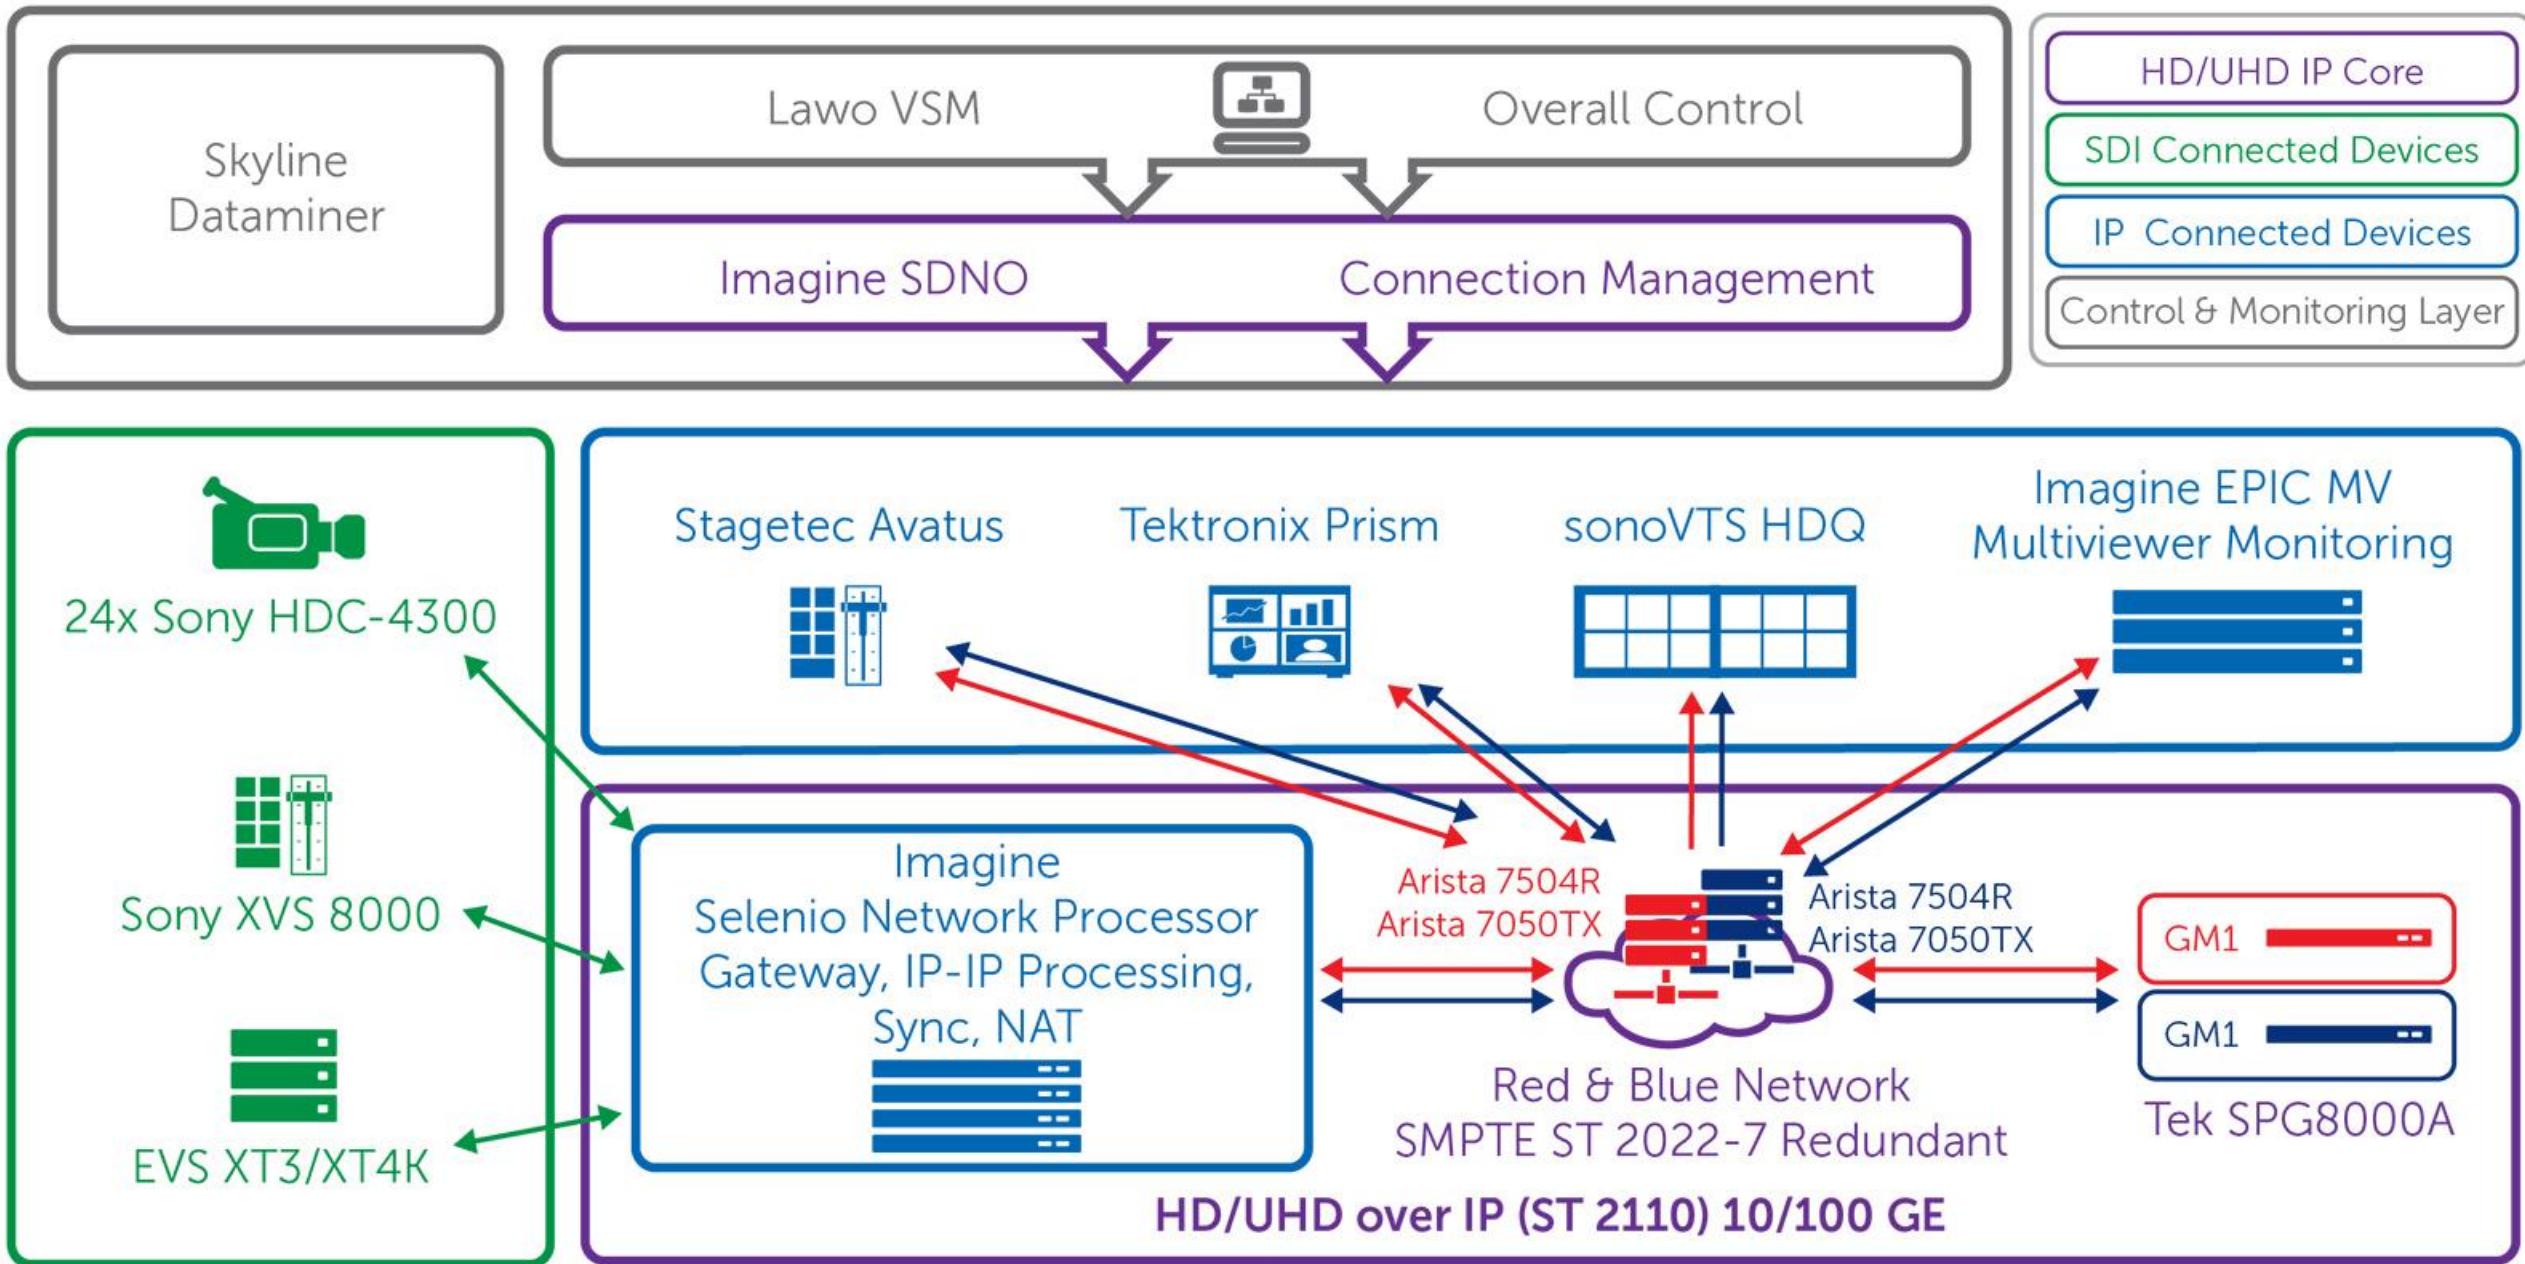 Skyline
Dataminer
Lawo VSM
Overall Control
Imagine SDNO
Connection Management
HD/UHD IP Core
SDI Connected Devices
IP Connected Devices
Control & Monitoring Layer
24x Sony HDC-4300
Sony XVS 8000
EVS XT3/XT4K
Stagetec Avatus
Tektronix Prism
sonoVTS HDQ
Imagine EPIC MV
Multiviewer Monitoring
Imagine
Selenio Network Processor
Gateway, IP-IP Processing,
Sync, NAT
Arista 7504R
Arista 7050TX
Arista 7504R
Arista 7050TX
GM1
GM1
Tek SPG8000A
Red & Blue Network
SMPTE ST 2022-7 Redundant
HD/UHD over IP (ST 2110) 10/100 GE